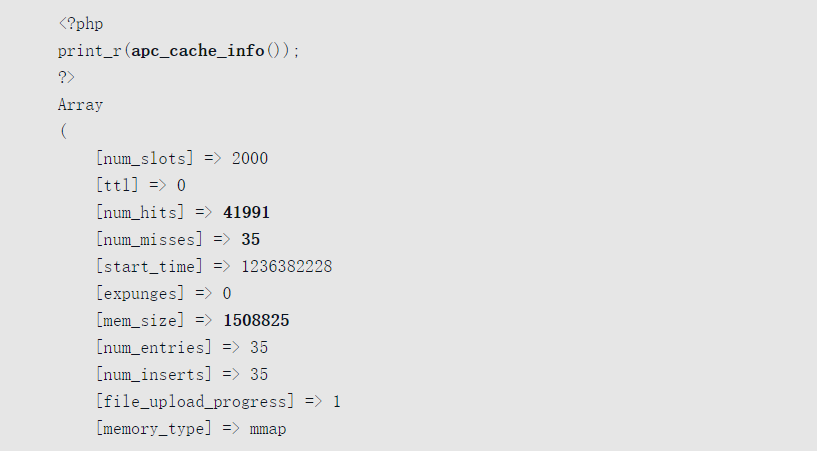 <?php
print_r(apc_cache_info());
?>
Array
(
[num_slots] => 2000
[ttl] => 0
[num_hits] => 41991
[num_misses] => 35
[start_time] => 1236382228
[expunges] => 0
[mem_size] => 1508825
[num_entries] => 35
[num_inserts] => 35
[file_upload_progress] => 1
[memory_type] => mmap